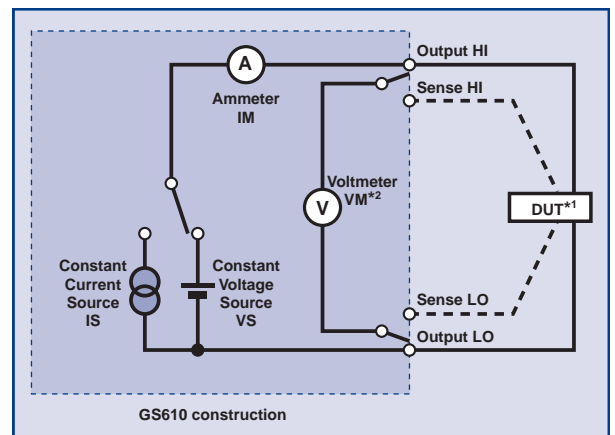 Output HI
A
Ammeter
IM
Sense HI
Voltmeter
VM*2
V
DUT*1
Constant
Current
Source
IS
Constant
Voltage
Source
VS
Sense LO
Output LO
GS610 construction